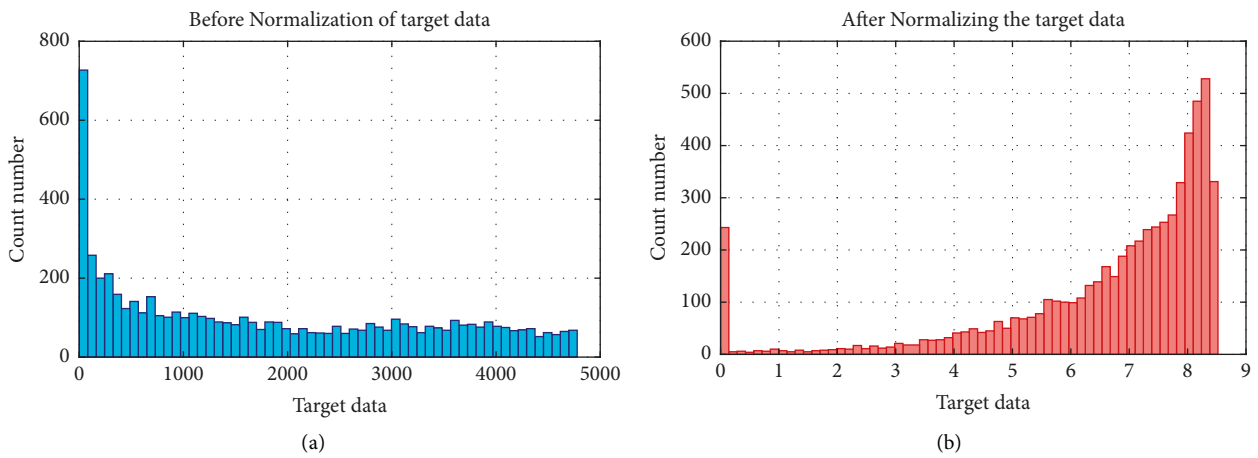 Before Normalization of target data
800
600
400
200
0
Count number
0 1000 2000 3000 4000 5000
Target data
(a)
After Normalizing the target data
600
500
400
300
200
100
0
Count number
0 1 2 3 4 5 6 7 8 9
Target data
(b)